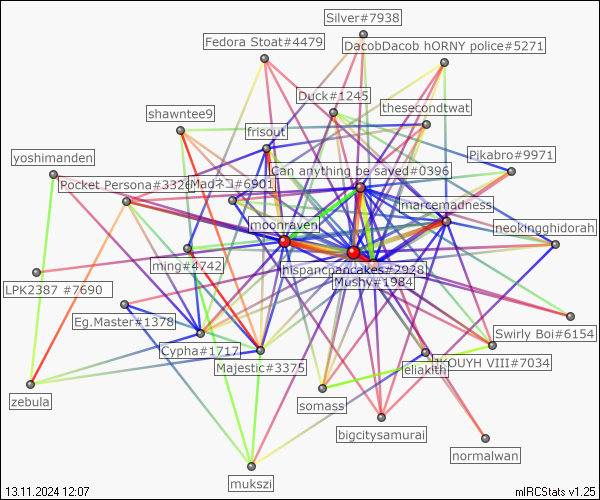 Silver#7938
Fedora Stoat#4479
DacobDacob hORNY police#5271
Duck#1245
thesecondtwat
shawntee9
frisout
yoshimanden
Pikabro#9971
Can anything be saved#0396
Pocket Persona#3326
Madネコ#6901
marcemadness
moonraven
neokingghidorah
ming#4742
hispancpancakes#2928
Mushy#1984
LPK2387 #7690
Eg.Master#1378
Swirly Boi#6154
Cypha#1717
Majestic#3375
eliakith
KOUYH VIII#7034
zebula
somass
bigcitysamurai
normalwan
mukszi
13.11.2024 12:07
mIRCStats v1.25